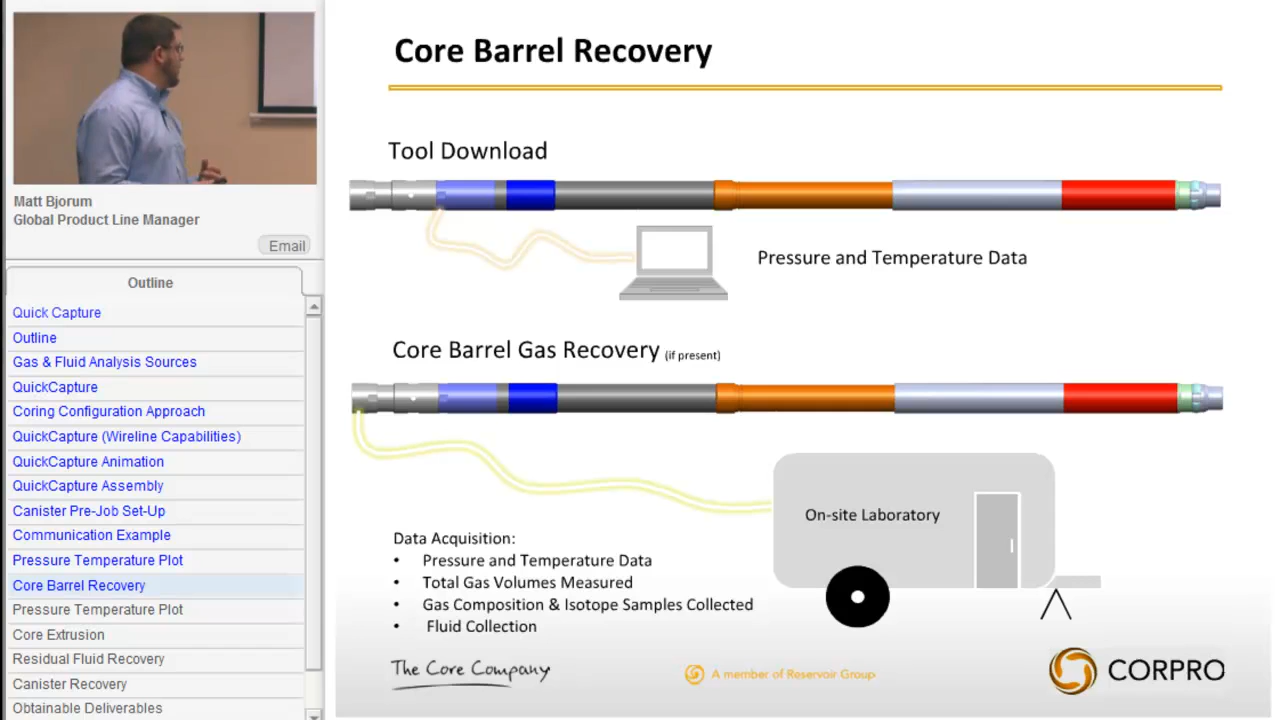 Matt Bjorum
Global Product Line Manager
Email
Outline
Quick Capture
Outline
Gas & Fluid Analysis Sources
QuickCapture
Coring Configuration Approach
QuickCapture (Wireline Capabilities)
QuickCapture Animation
QuickCapture Assembly
Canister Pre-Job Set-Up
Communication Example
Pressure Temperature Plot
Core Barrel Recovery
Pressure Temperature Plot
Core Extrusion
Residual Fluid Recovery
Canister Recovery
Obtainable Deliverables
Core Barrel Recovery
Tool Download
Pressure and Temperature Data
Core Barrel Gas Recovery (if present)
On-site Laboratory
Data Acquisition:
• Pressure and Temperature Data
• Total Gas Volumes Measured
• Gas Composition & Isotope Samples Collected
• Fluid Collection
The Core Company
A member of Reservoir Group
CORPRO